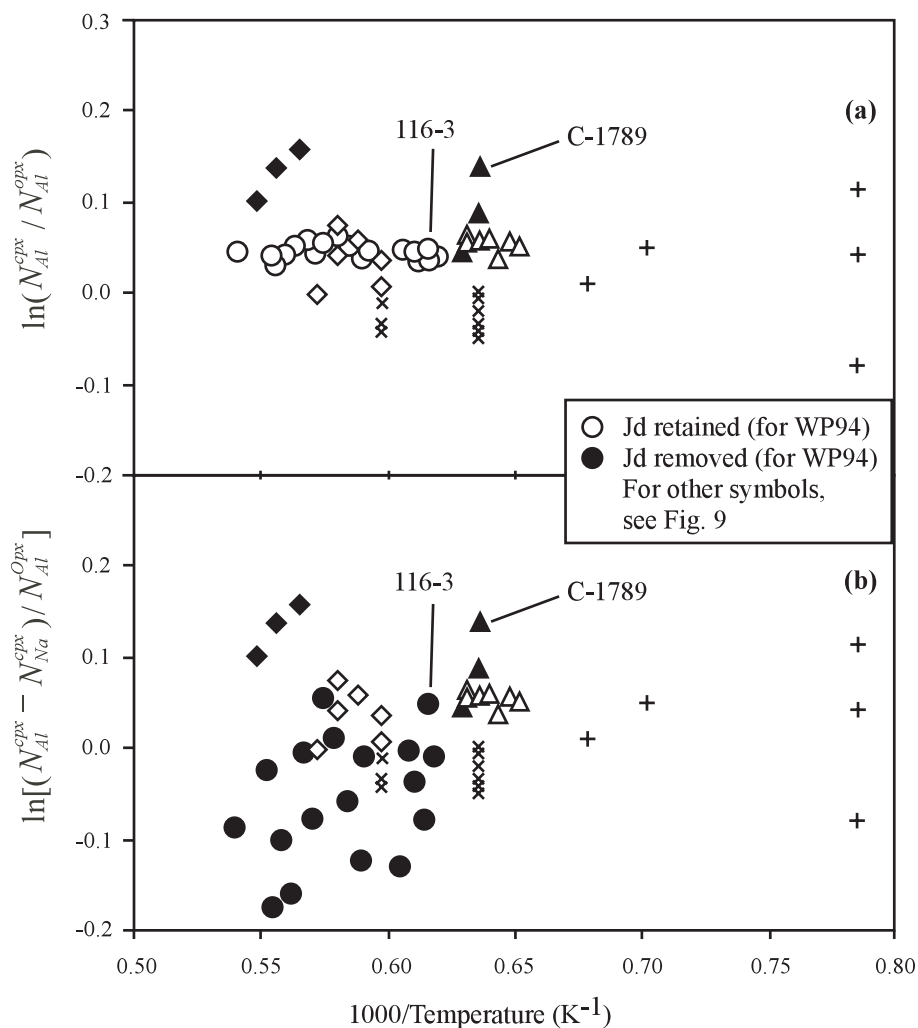 0.3
0.2
0.1
0.0
-0.1
-0.2
ln(N_Al^cpx / N_Al^opx)
(a)
116-3
C-1789
Jd retained (for WP94)
Jd removed (for WP94)
For other symbols,
see Fig. 9
0.2
0.1
0.0
-0.1
-0.2
ln[(N_Al^cpx − N_Na^cpx) / N_Al^Opx]
(b)
116-3
C-1789
0.50
0.55
0.60
0.65
0.70
0.75
0.80
1000/Temperature (K^-1)